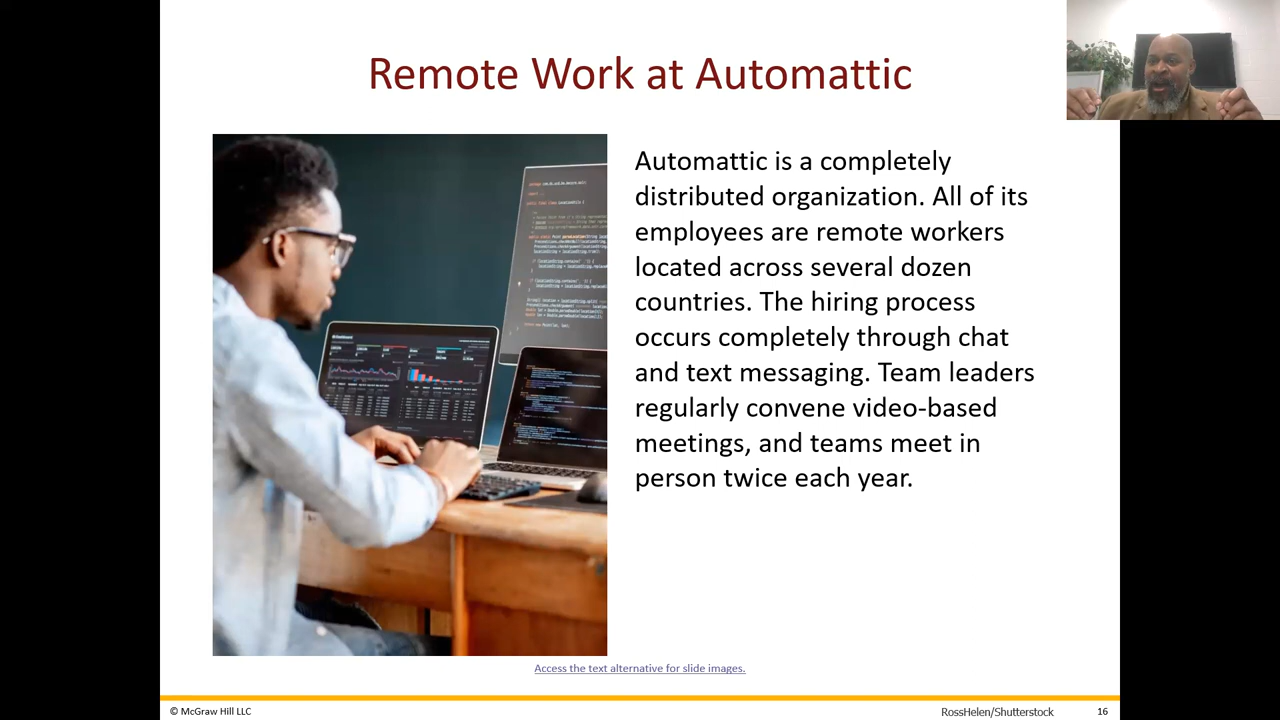 Remote Work at Automattic
Automattic is a completely
distributed organization. All of its
employees are remote workers
located across several dozen
countries. The hiring process
occurs completely through chat
and text messaging. Team leaders
regularly convene video-based
meetings, and teams meet in
person twice each year.
Access the text alternative for slide images.
© McGraw Hill LLC
RossHelen/Shutterstock
16